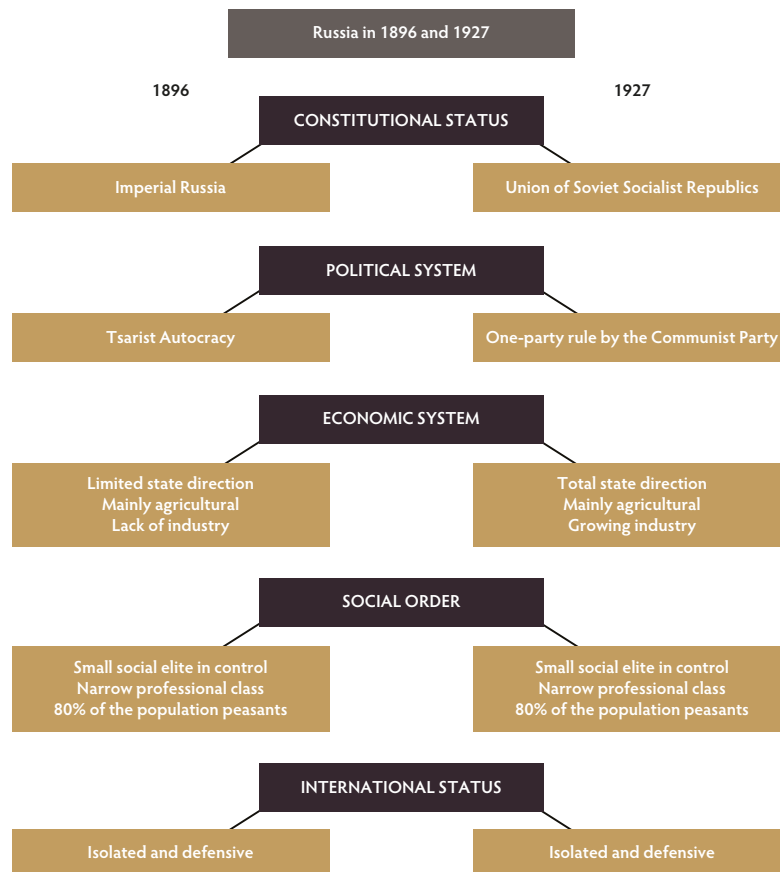 Russia in 1896 and 1927
1896
1927
CONSTITUTIONAL STATUS
Imperial Russia
Union of Soviet Socialist Republics
POLITICAL SYSTEM
Tsarist Autocracy
One-party rule by the Communist Party
ECONOMIC SYSTEM
Limited state direction
Mainly agricultural
Lack of industry
Total state direction
Mainly agricultural
Growing industry
SOCIAL ORDER
Small social elite in control
Narrow professional class
80% of the population peasants
Small social elite in control
Narrow professional class
80% of the population peasants
INTERNATIONAL STATUS
Isolated and defensive
Isolated and defensive